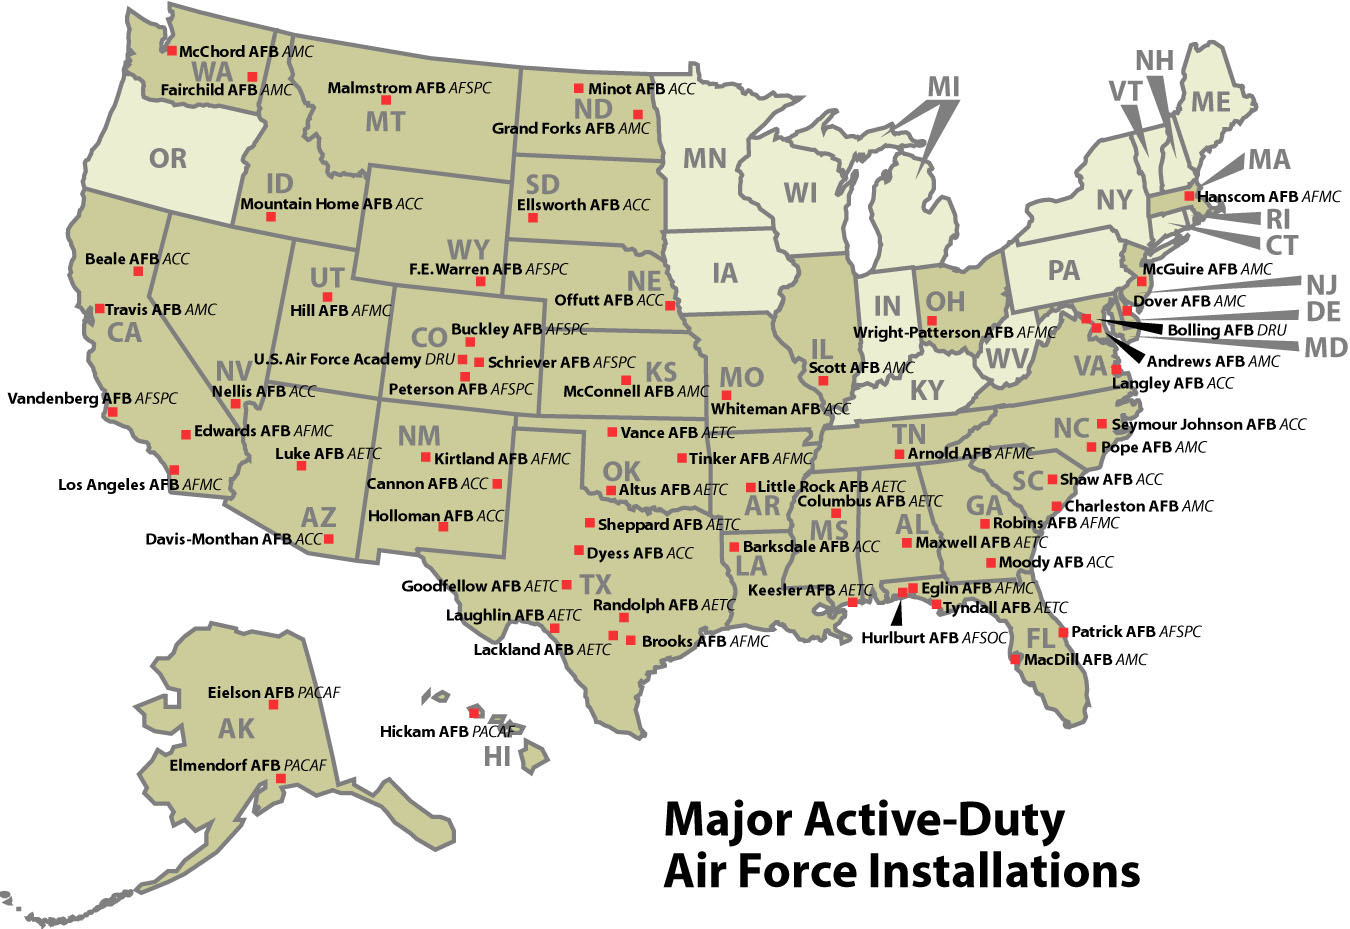 McChord AFB AMC
WA
Fairchild AFB AMC
Malmstrom AFB AFSPC
MT
Minot AFB ACC
ND
Grand Forks AFB AMC
MN
MI
NH
VT
ME
OR
ID
Mountain Home AFB ACC
SD
Ellsworth AFB ACC
WI
NY
MA
Hanscom AFB AFMC
RI
CT
WY
F.E. Warren AFB AFSPC
NE
Offutt AFB ACC
IA
PA
McGuire AFB AMC
NJ
Dover AFB AMC
DE
Bolling AFB DRU
MD
Andrews AFB AMC
Beale AFB ACC
Travis AFB AMC
CA
UT
Hill AFB AFMC
NV
Nellis AFB ACC
CO
Buckley AFB AFSPC
U.S. Air Force Academy DRU
Schriever AFB AFSPC
Peterson AFB AFSPC
KS
McConnell AFB AMC
MO
Whiteman AFB ACC
IL
Scott AFB AMC
IN
OH
Wright-Patterson AFB AFMC
KY
WV
VA
Langley AFB ACC
Vandenberg AFB AFSPC
Edwards AFB AFMC
Los Angeles AFB AFMC
Luke AFB AETC
AZ
Davis-Monthan AFB ACC
NM
Kirtland AFB AFMC
Cannon AFB ACC
Holloman AFB ACC
Vance AFB AETC
Tinker AFB AFMC
OK
Altus AFB AETC
Little Rock AFB AETC
AR
TN
Arnold AFB AFMC
NC
Seymour Johnson AFB ACC
Pope AFB AMC
SC
Shaw AFB ACC
Charleston AFB AMC
Columbus AFB AETC
MS
AL
Maxwell AFB AETC
GA
Robins AFB AFMC
Moody AFB ACC
Sheppard AFB AETC
Dyess AFB ACC
Goodfellow AFB AETC
TX
Randolph AFB AETC
Laughlin AFB AETC
Lackland AFB AETC
Brooks AFB AFMC
Barksdale AFB ACC
LA
Keesler AFB AETC
Eglin AFB AFMC
Tyndall AFB AETC
Hurlburt AFB AFSOC
FL
Patrick AFB AFSPC
MacDill AFB AMC
Eielson AFB PACAF
AK
Elmendorf AFB PACAF
Hickam AFB PACAF
HI
Major Active-Duty
Air Force Installations